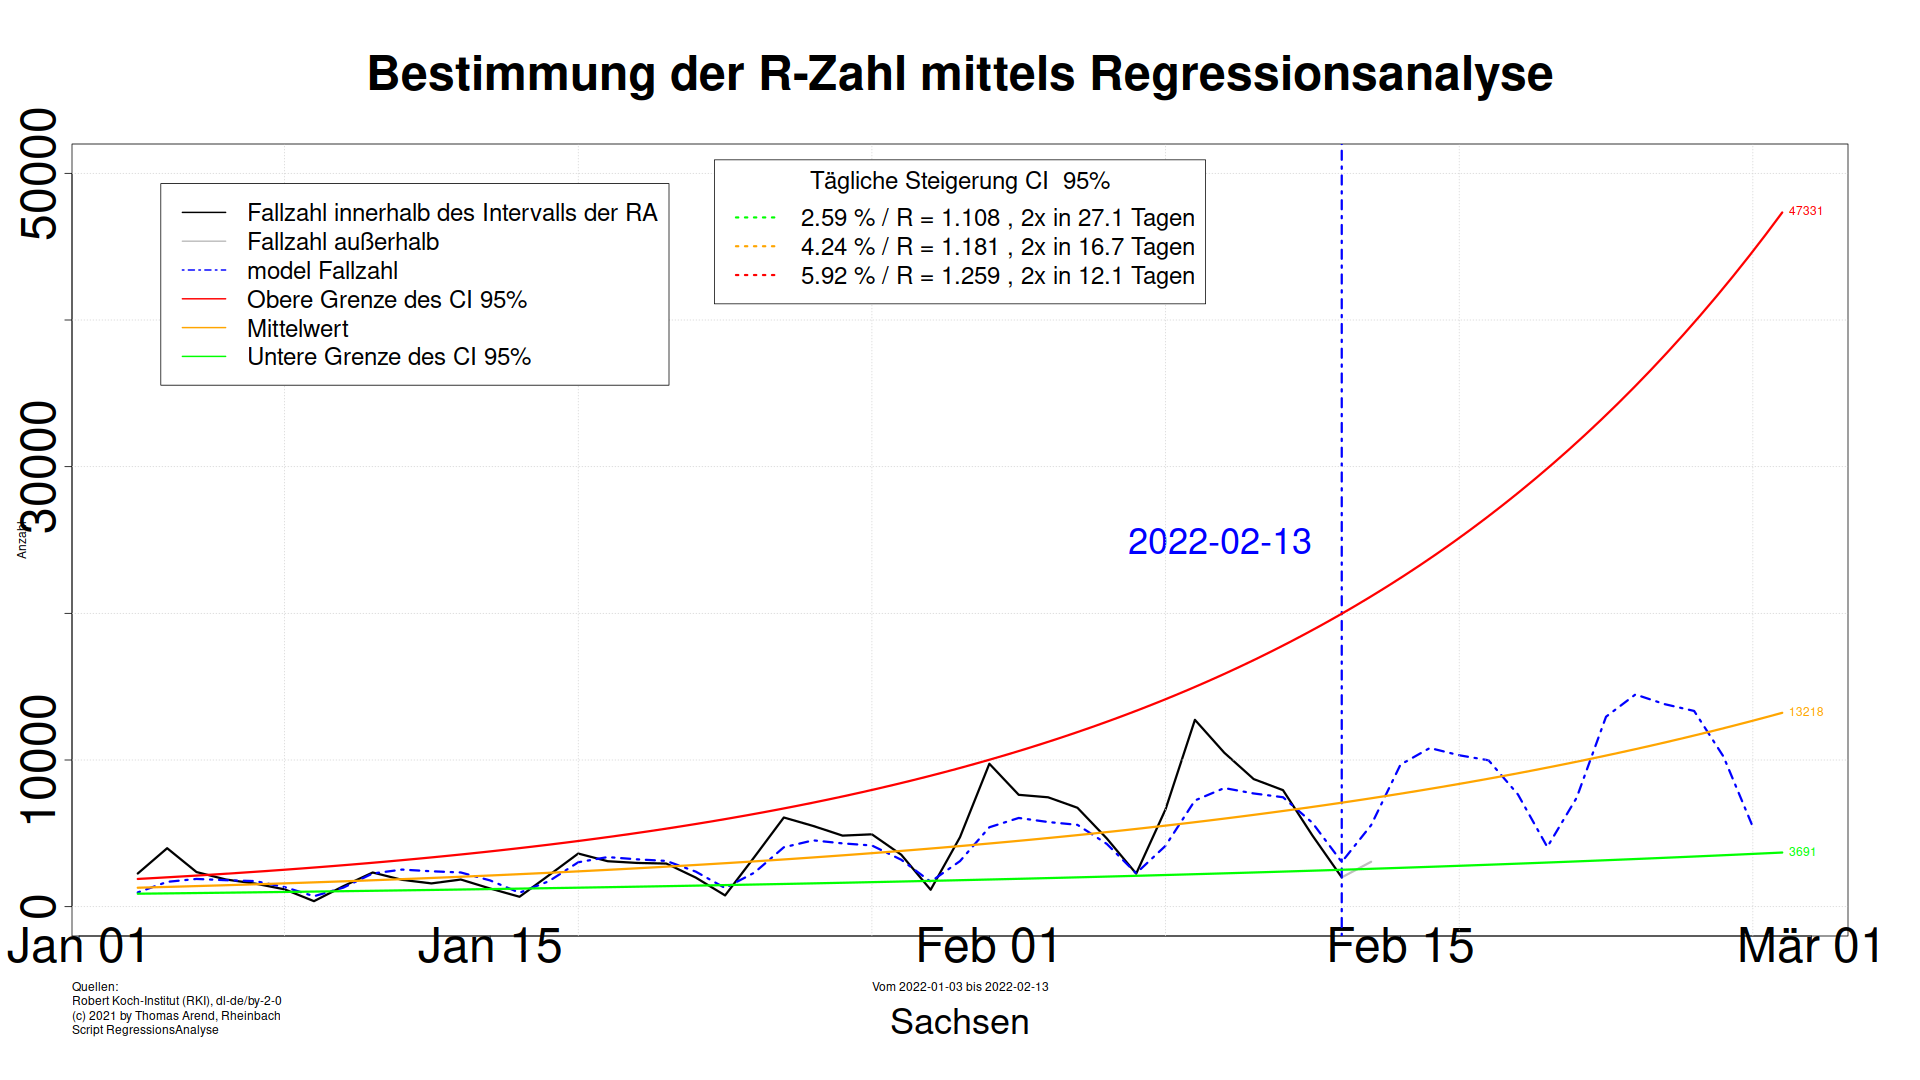 Bestimmung der R-Zahl mittels Regressionsanalyse
50000
30000
10000
0
Anzahl
Fallzahl innerhalb des Intervalls der RA
Fallzahl außerhalb
model Fallzahl
Obere Grenze des CI 95%
Mittelwert
Untere Grenze des CI 95%
Tägliche Steigerung CI 95%
2.59 % / R = 1.108 , 2x in 27.1 Tagen
4.24 % / R = 1.181 , 2x in 16.7 Tagen
5.92 % / R = 1.259 , 2x in 12.1 Tagen
47331
2022-02-13
13218
3691
Jan 01 Jan 15 Feb 01 Feb 15 Mär 01
Quellen:
Robert Koch-Institut (RKI), dl-de/by-2-0
(c) 2021 by Thomas Arend, Rheinbach
Script RegressionsAnalyse
Vom 2022-01-03 bis 2022-02-13
Sachsen